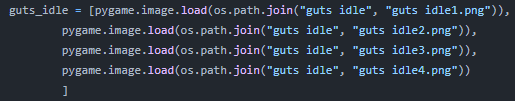 guts_idle = [pygame.image.load(os.path.join("guts idle", "guts idle1.png")),
pygame.image.load(os.path.join("guts idle", "guts idle2.png")),
pygame.image.load(os.path.join("guts idle", "guts idle3.png")),
pygame.image.load(os.path.join("guts idle", "guts idle4.png"))
]